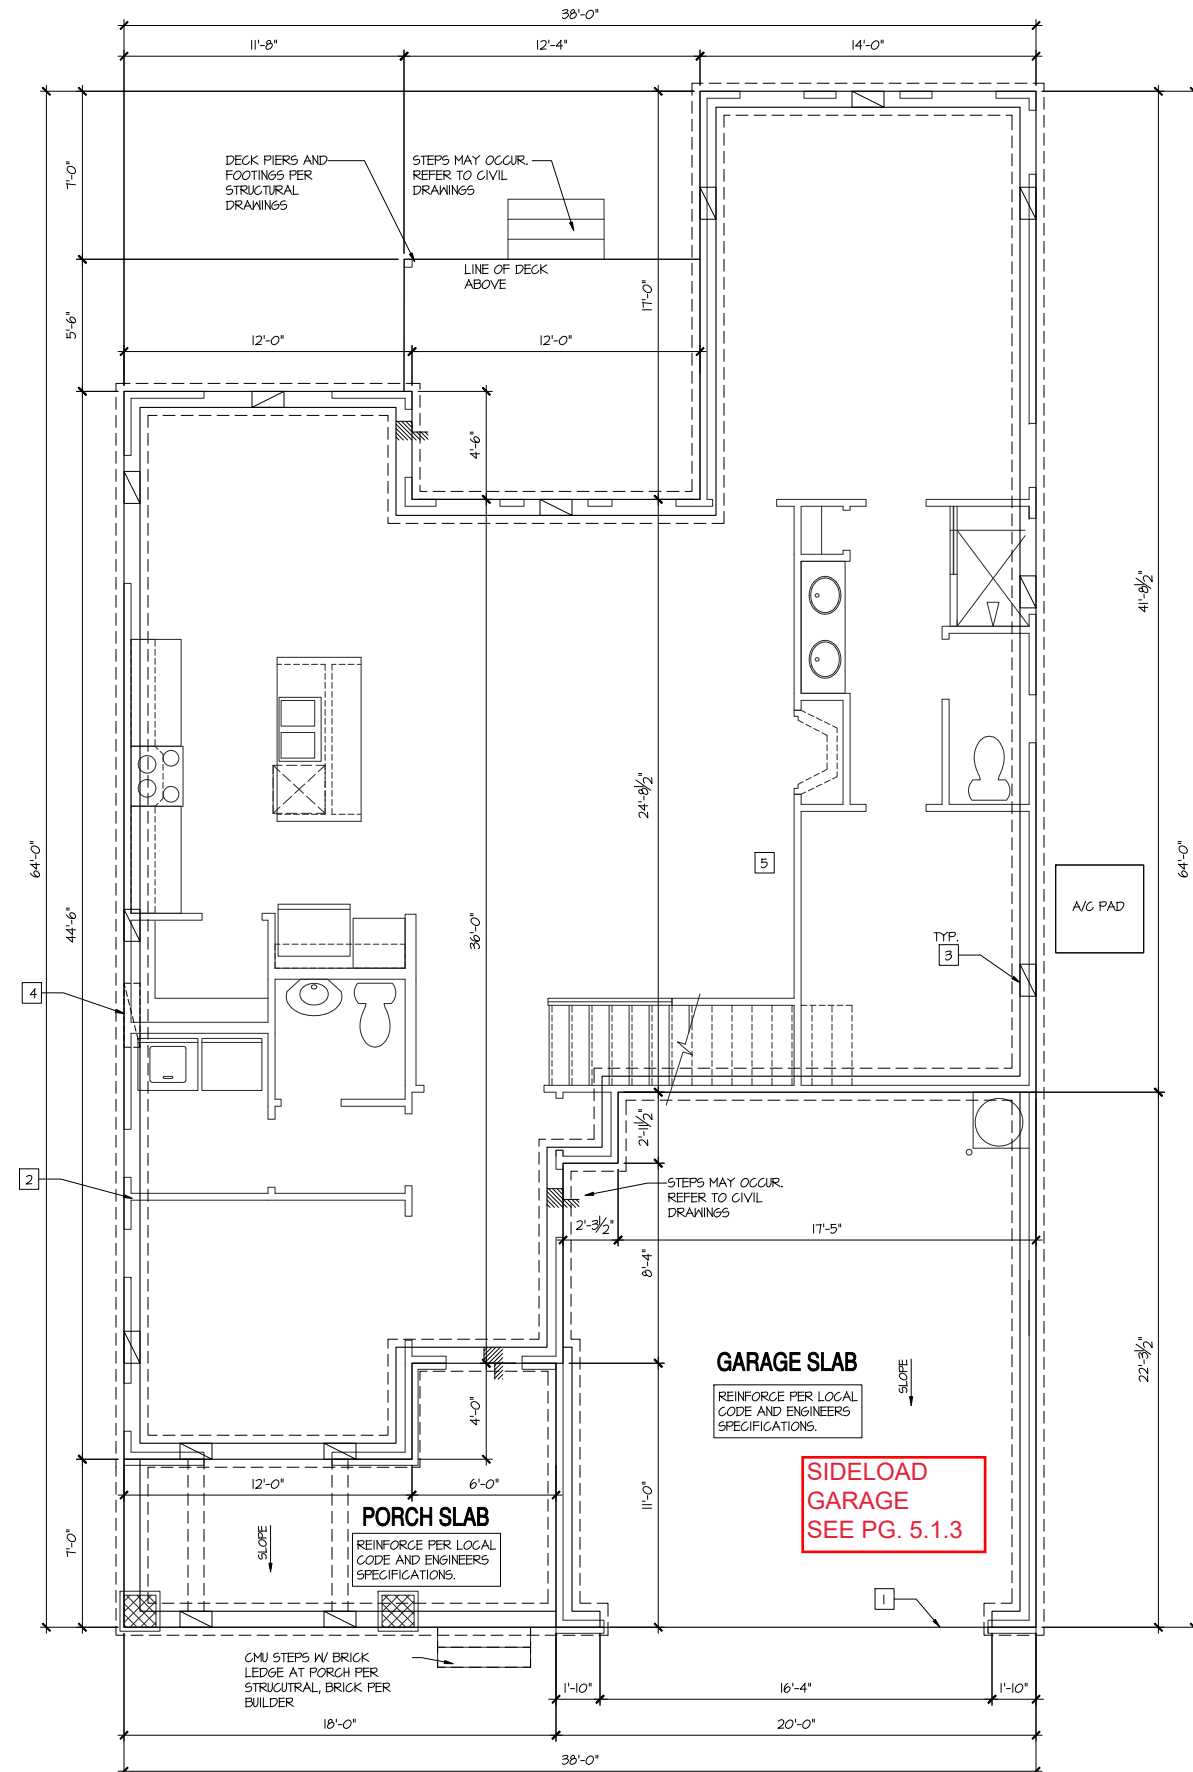 38'-0"
11'-8"
12'-4"
14'-0"
7'-0"
DECK PIERS AND
FOOTINGS PER
STRUCTURAL
DRAWINGS
STEPS MAY OCCUR.
REFER TO CIVIL
DRAWINGS
LINE OF DECK
ABOVE
17'-0"
5'-6"
12'-0"
12'-0"
4'-6"
41'-8½"
24'-8½"
64'-0"
64'-0"
5
44'-6"
36'-0"
A/C PAD
TYP.
3
4
2'-11½"
2
STEPS MAY OCCUR.
REFER TO CIVIL
DRAWINGS
2'-3½"
17'-5"
8'-4"
GARAGE SLAB
REINFORCE PER LOCAL
CODE AND ENGINEERS
SPECIFICATIONS.
SLOPE
22'-3½"
4'-0"
SIDELOAD
GARAGE
SEE PG. 5.1.3
12'-0"
6'-0"
11'-0"
PORCH SLAB
REINFORCE PER LOCAL
CODE AND ENGINEERS
SPECIFICATIONS.
SLOPE
7'-0"
1
CMU STEPS W/ BRICK
LEDGE AT PORCH PER
STRUCUTRAL, BRICK PER
BUILDER
1'-10"
16'-4"
1'-10"
18'-0"
20'-0"
38'-0"